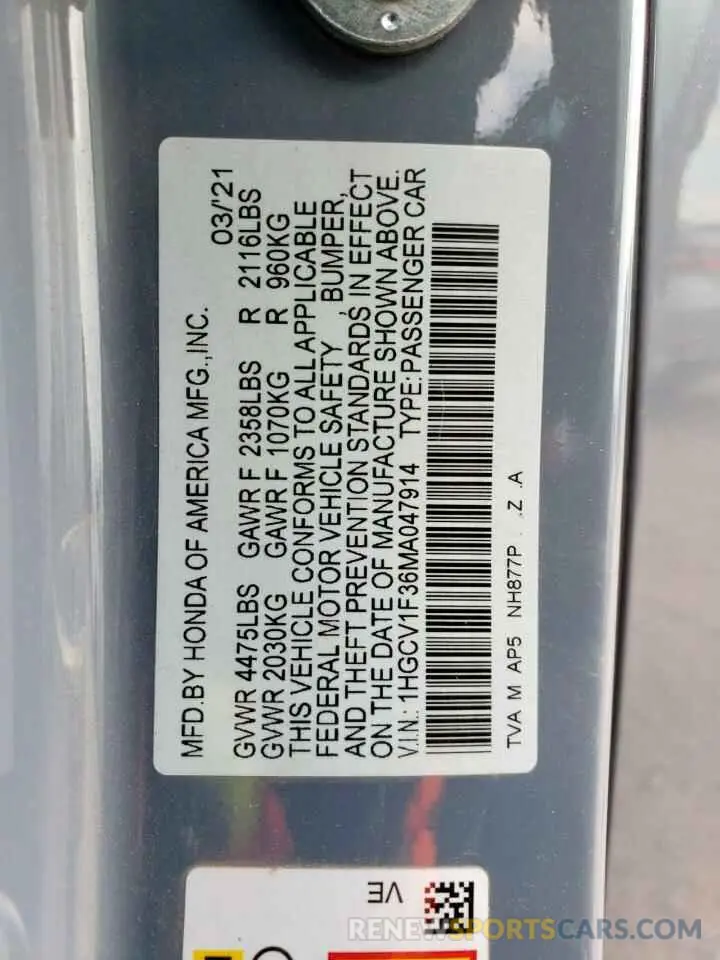 MFD.BY HONDA OF AMERICA MFG.,INC. 03/'21
GVWR 4475LBS GAWR F 2358LBS R 2116LBS
GVWR 2030KG GAWR F 1070KG R 960KG
THIS VEHICLE CONFORMS TO ALL APPLICABLE
FEDERAL MOTOR VEHICLE SAFETY , BUMPER,
AND THEFT PREVENTION STANDARDS IN EFFECT
ON THE DATE OF MANUFACTURE SHOWN ABOVE.
V.I.N.: 1HGCV1F36MA047914 TYPE:PASSENGER CAR
TVA M AP5 NH877P . .Z .A
VE
RENEWSPORTSCARS.COM